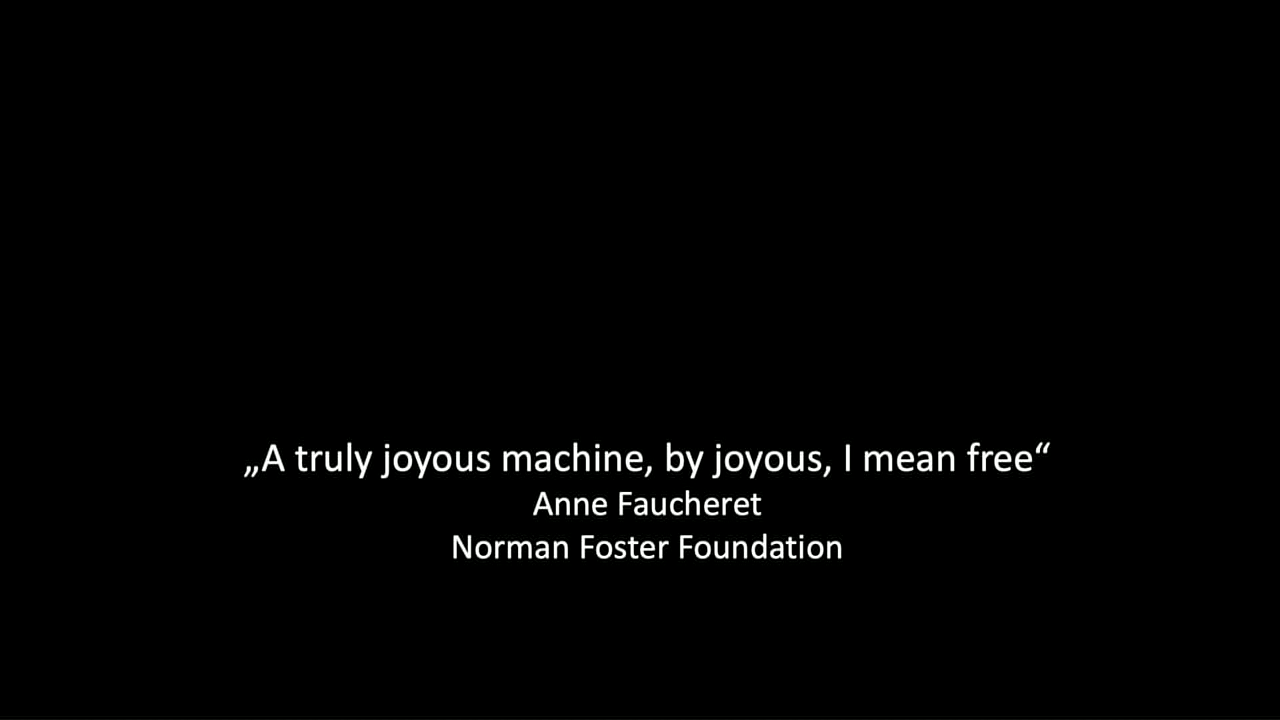 „A truly joyous machine, by joyous, I mean free“
Anne Faucheret
Norman Foster Foundation